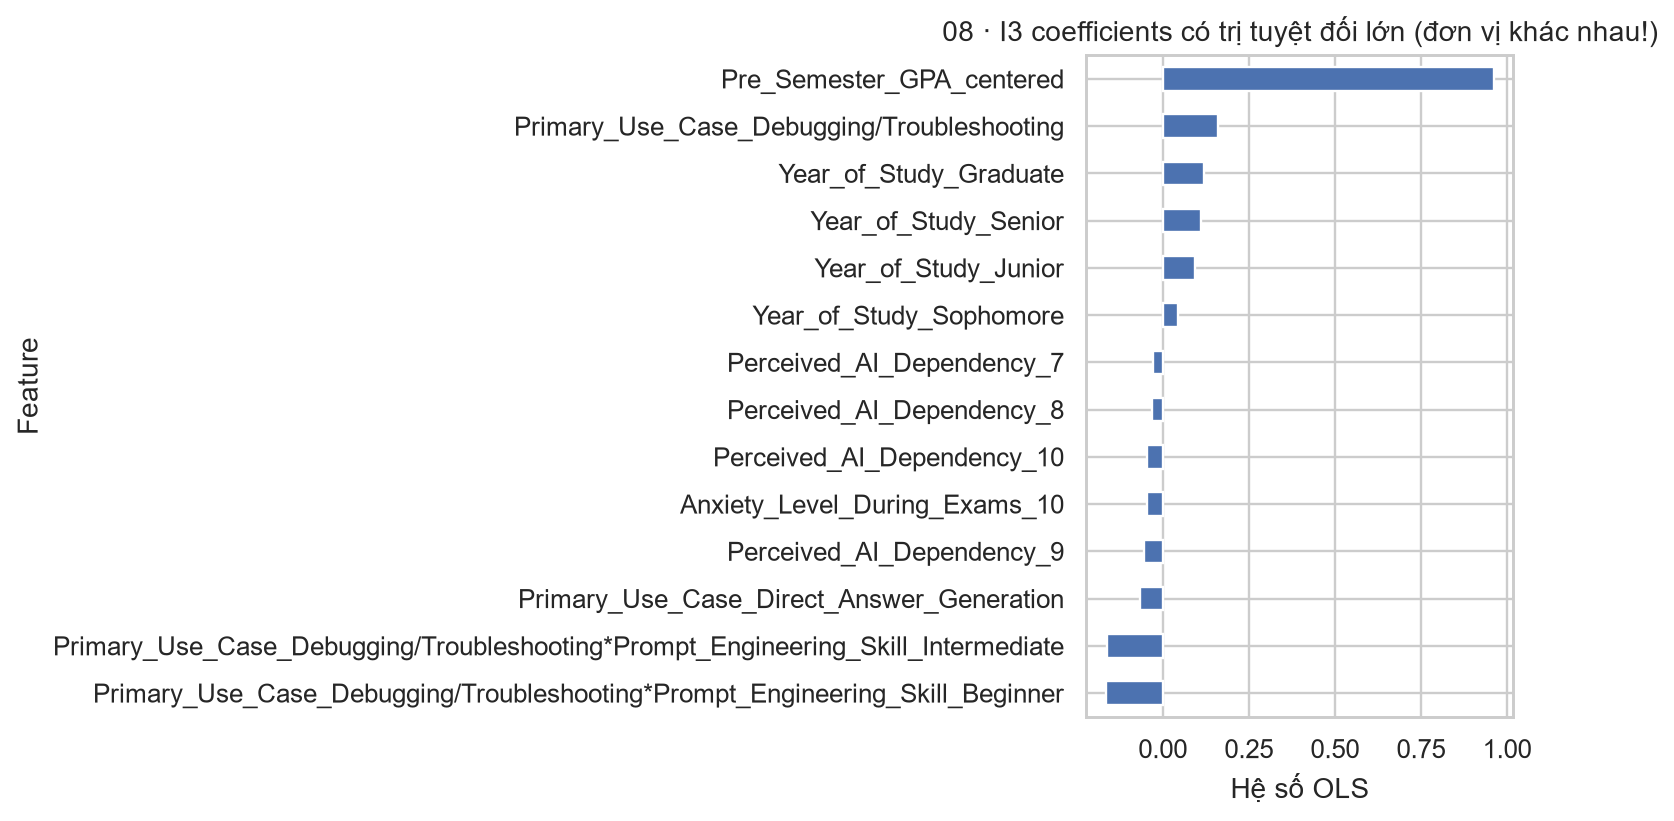 08 · I3 coefficients có trị tuyệt đối lớn (đơn vị khác nhau!)
Feature
Pre_Semester_GPA_centered
Primary_Use_Case_Debugging/Troubleshooting
Year_of_Study_Graduate
Year_of_Study_Senior
Year_of_Study_Junior
Year_of_Study_Sophomore
Perceived_AI_Dependency_7
Perceived_AI_Dependency_8
Perceived_AI_Dependency_10
Anxiety_Level_During_Exams_10
Perceived_AI_Dependency_9
Primary_Use_Case_Direct_Answer_Generation
Primary_Use_Case_Debugging/Troubleshooting*Prompt_Engineering_Skill_Intermediate
Primary_Use_Case_Debugging/Troubleshooting*Prompt_Engineering_Skill_Beginner
0.00 0.25 0.50 0.75 1.00
Hệ số OLS